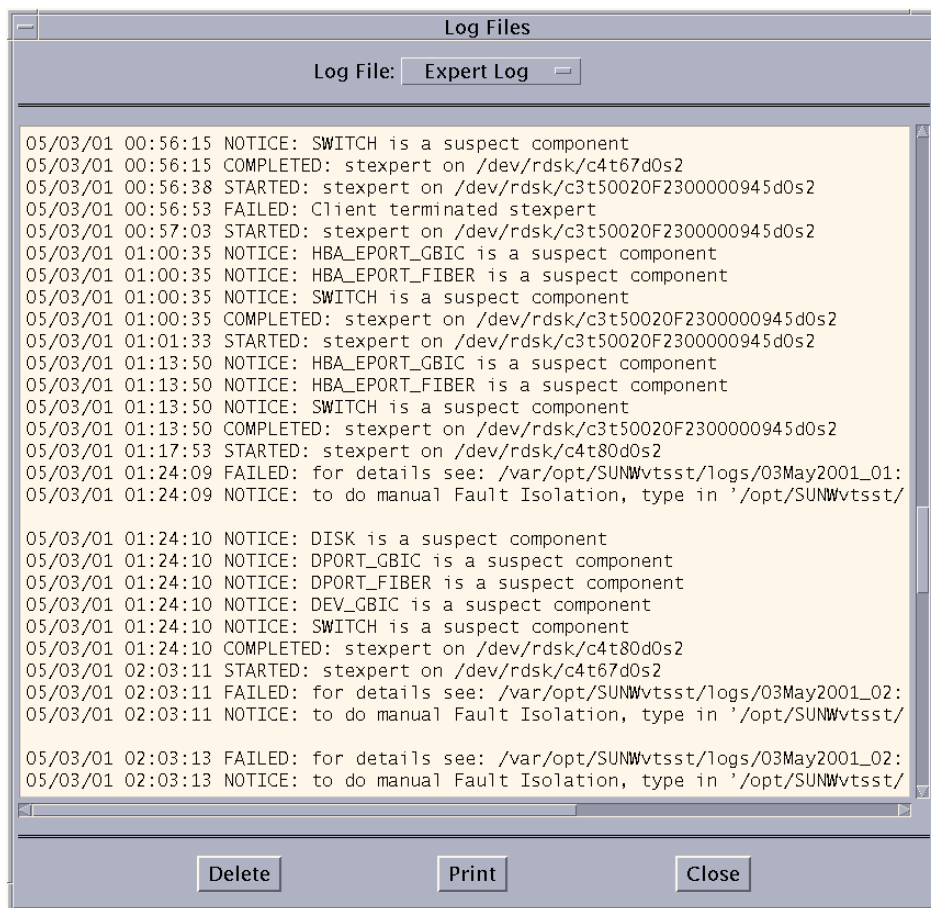 Log Files
Log File: Expert Log
05/03/01 00:56:15 NOTICE: SWITCH is a suspect component
05/03/01 00:56:15 COMPLETED: stexpert on /dev/rdsk/c4t67d0s2
05/03/01 00:56:38 STARTED: stexpert on /dev/rdsk/c3t50020F2300000945d0s2
05/03/01 00:56:53 FAILED: Client terminated stexpert
05/03/01 00:57:03 STARTED: stexpert on /dev/rdsk/c3t50020F2300000945d0s2
05/03/01 01:00:35 NOTICE: HBA_EPORT_GBIC is a suspect component
05/03/01 01:00:35 NOTICE: HBA_EPORT_FIBER is a suspect component
05/03/01 01:00:35 NOTICE: SWITCH is a suspect component
05/03/01 01:00:35 COMPLETED: stexpert on /dev/rdsk/c3t50020F2300000945d0s2
05/03/01 01:01:33 STARTED: stexpert on /dev/rdsk/c3t50020F2300000945d0s2
05/03/01 01:13:50 NOTICE: HBA_EPORT_GBIC is a suspect component
05/03/01 01:13:50 NOTICE: HBA_EPORT_FIBER is a suspect component
05/03/01 01:13:50 NOTICE: SWITCH is a suspect component
05/03/01 01:13:50 COMPLETED: stexpert on /dev/rdsk/c3t50020F2300000945d0s2
05/03/01 01:17:53 STARTED: stexpert on /dev/rdsk/c4t80d0s2
05/03/01 01:24:09 FAILED: for details see: /var/opt/SUNWvtsst/logs/03May2001_01:
05/03/01 01:24:09 NOTICE: to do manual Fault Isolation, type in '/opt/SUNWvtsst/
05/03/01 01:24:10 NOTICE: DISK is a suspect component
05/03/01 01:24:10 NOTICE: DPORT_GBIC is a suspect component
05/03/01 01:24:10 NOTICE: DPORT_FIBER is a suspect component
05/03/01 01:24:10 NOTICE: DEV_GBIC is a suspect component
05/03/01 01:24:10 NOTICE: SWITCH is a suspect component
05/03/01 01:24:10 COMPLETED: stexpert on /dev/rdsk/c4t80d0s2
05/03/01 02:03:11 STARTED: stexpert on /dev/rdsk/c4t67d0s2
05/03/01 02:03:11 FAILED: for details see: /var/opt/SUNWvtsst/logs/03May2001_02:
05/03/01 02:03:11 NOTICE: to do manual Fault Isolation, type in '/opt/SUNWvtsst/
05/03/01 02:03:13 FAILED: for details see: /var/opt/SUNWvtsst/logs/03May2001_02:
05/03/01 02:03:13 NOTICE: to do manual Fault Isolation, type in '/opt/SUNWvtsst/
Delete Print Close